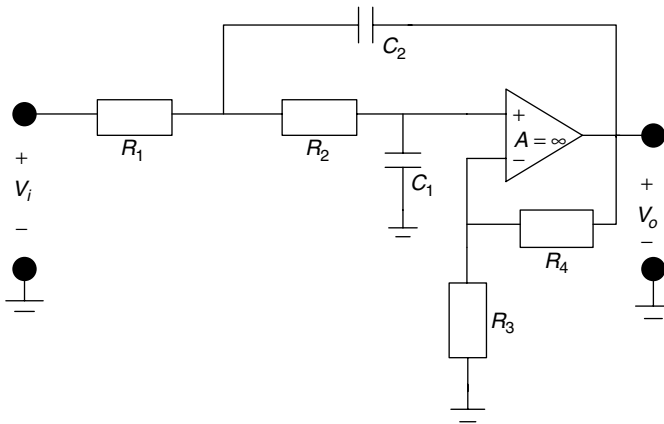 C₂
R₁
R₂
C₁
+
A = ∞
−
+
Vᵢ
−
+
Vₒ
−
R₄
R₃